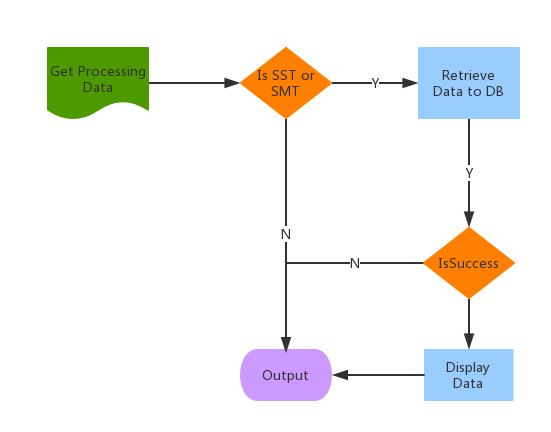 Get Processing
Data
Is SST or
SMT
Y
Retrieve
Data to DB
Y
N
N
IsSuccess
Output
Display
Data